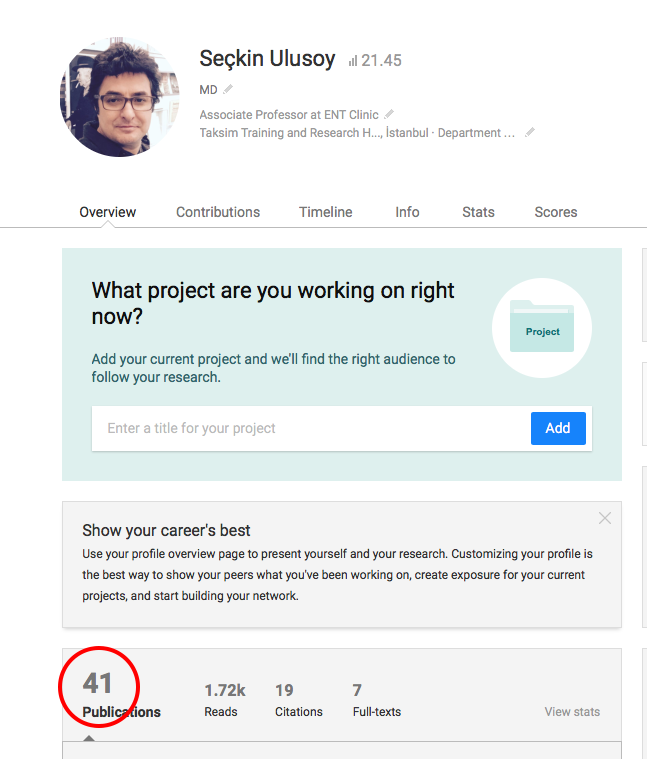 Seçkin Ulusoy 21.45
MD
Associate Professor at ENT Clinic
Taksim Training and Research H..., İstanbul · Department ...
Overview Contributions Timeline Info Stats Scores
What project are you working on right
now?
Project
Add your current project and we'll find the right audience to
follow your research.
Enter a title for your project Add
Show your career's best
Use your profile overview page to present yourself and your research. Customizing your profile is
the best way to show your peers what you've been working on, create exposure for your current
projects, and start building your network.
41 1.72k 19 7
Publications Reads Citations Full-texts View stats